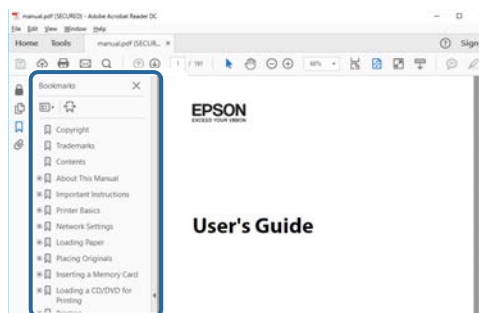 manual.pdf (SECURED) - Adobe Acrobat Reader DC
File Edit View Window Help
Home Tools manual.pdf (SECUR... ×
Sign
1 / 191
Bookmarks
Copyright
Trademarks
Contents
About This Manual
Important Instructions
Printer Basics
Network Settings
Loading Paper
Placing Originals
Inserting a Memory Card
Loading a CD/DVD for
Printing
Printing
EPSON
EXCEED YOUR VISION
User's Guide